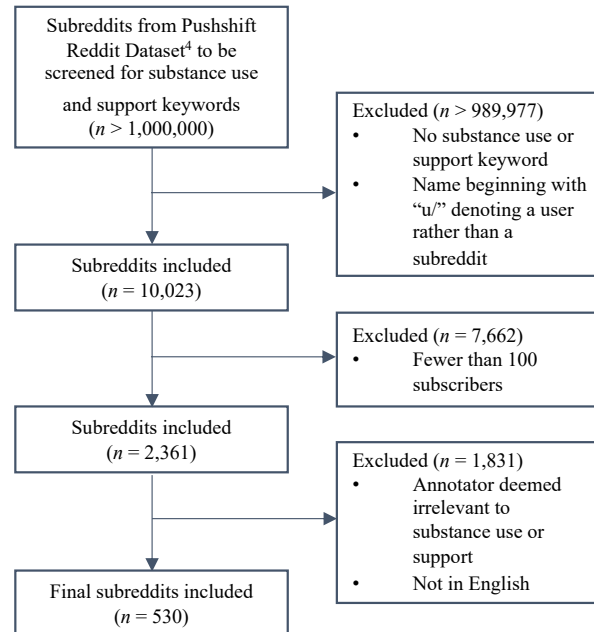 Subreddits from Pushshift
Reddit Dataset4 to be
screened for substance use
and support keywords
(n > 1,000,000)
Excluded (n > 989,977)
• No substance use or
support keyword
• Name beginning with
“u/” denoting a user
rather than a
subreddit
Subreddits included
(n = 10,023)
Excluded (n = 7,662)
• Fewer than 100
subscribers
Subreddits included
(n = 2,361)
Excluded (n = 1,831)
• Annotator deemed
irrelevant to
substance use or
support
• Not in English
Final subreddits included
(n = 530)